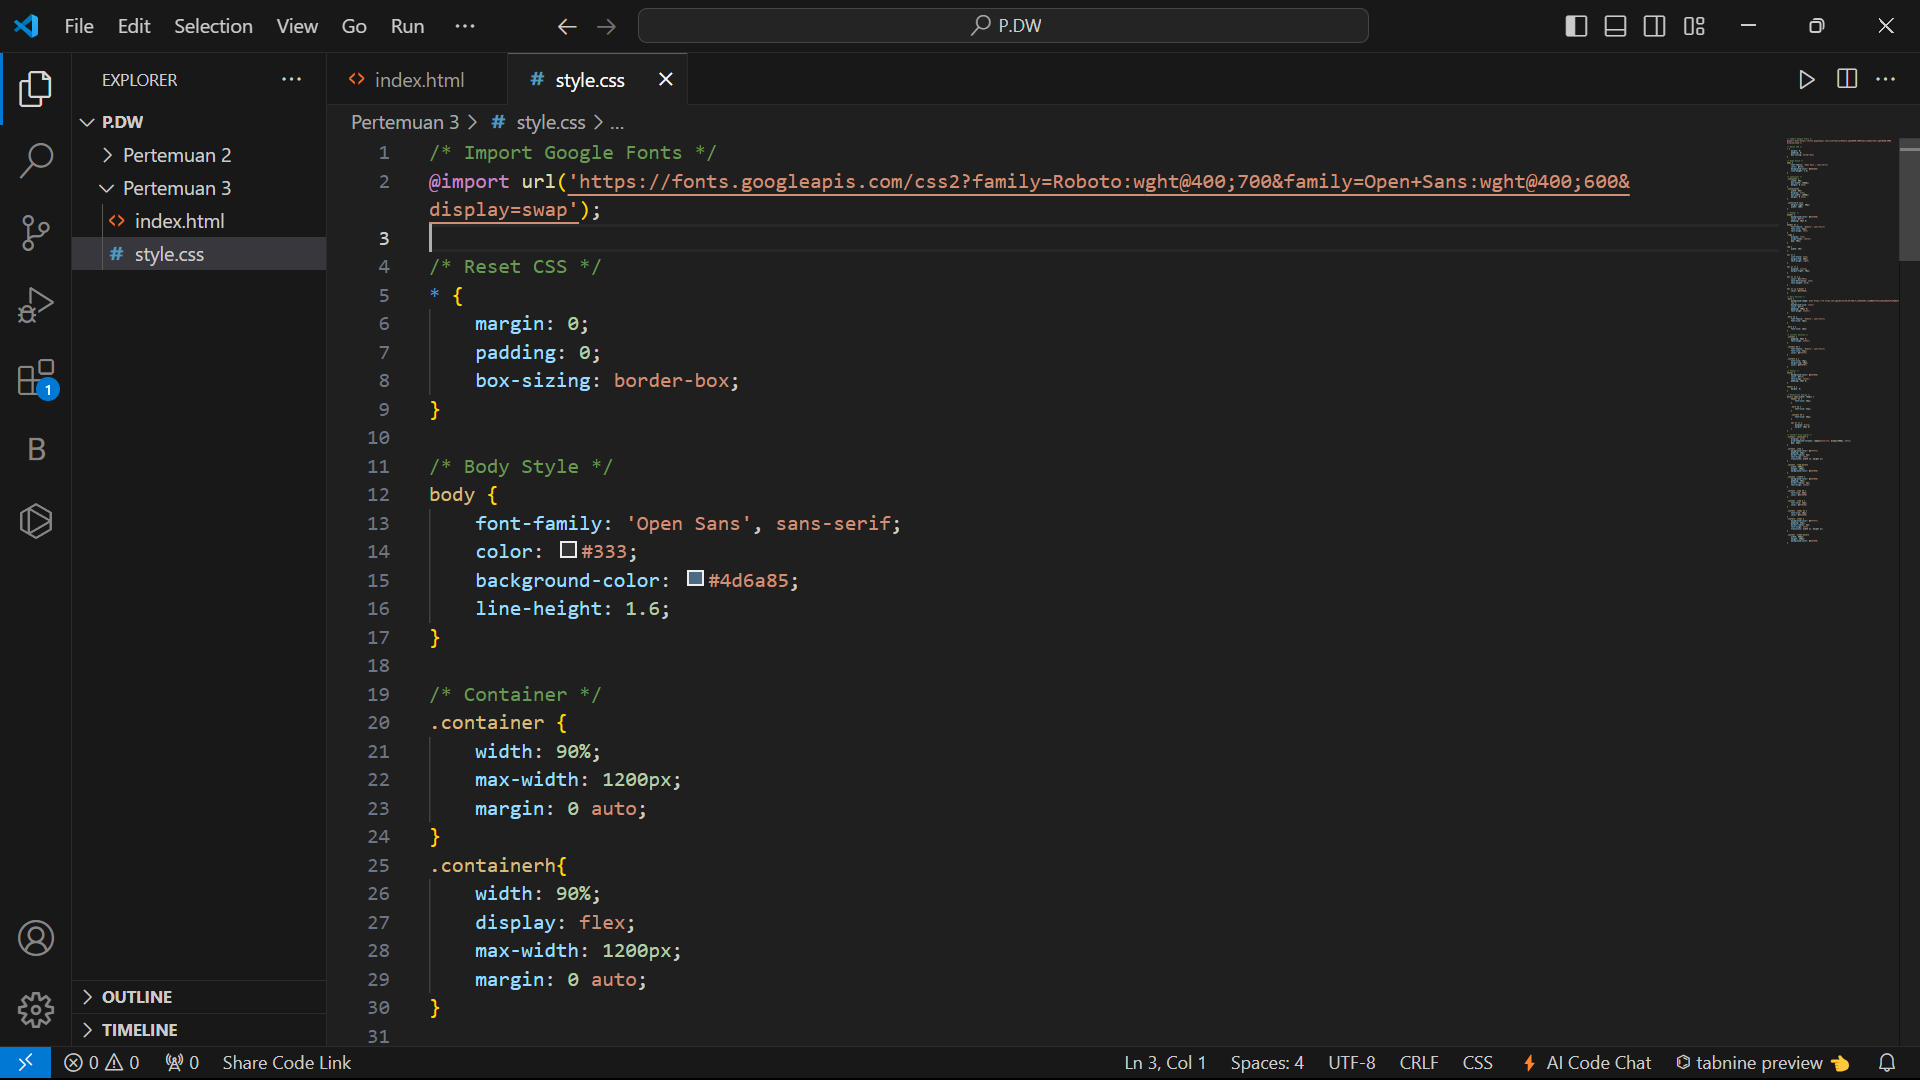 File Edit Selection View Go Run ···
P.DW
EXPLORER
P.DW
Pertemuan 2
Pertemuan 3
index.html
style.css
1
B
OUTLINE
TIMELINE
index.html
# style.css
Pertemuan 3 > # style.css > ...
1 /* Import Google Fonts */
2 @import url('https://fonts.googleapis.com/css2?family=Roboto:wght@400;700&family=Open+Sans:wght@400;600&
display=swap');
3
4 /* Reset CSS */
5 * {
6 margin: 0;
7 padding: 0;
8 box-sizing: border-box;
9 }
10
11 /* Body Style */
12 body {
13 font-family: 'Open Sans', sans-serif;
14 color: #333;
15 background-color: #4d6a85;
16 line-height: 1.6;
17 }
18
19 /* Container */
20 .container {
21 width: 90%;
22 max-width: 1200px;
23 margin: 0 auto;
24 }
25 .containerh{
26 width: 90%;
27 display: flex;
28 max-width: 1200px;
29 margin: 0 auto;
30 }
31
0 0 0 Share Code Link Ln 3, Col 1 Spaces: 4 UTF-8 CRLF CSS AI Code Chat tabnine preview